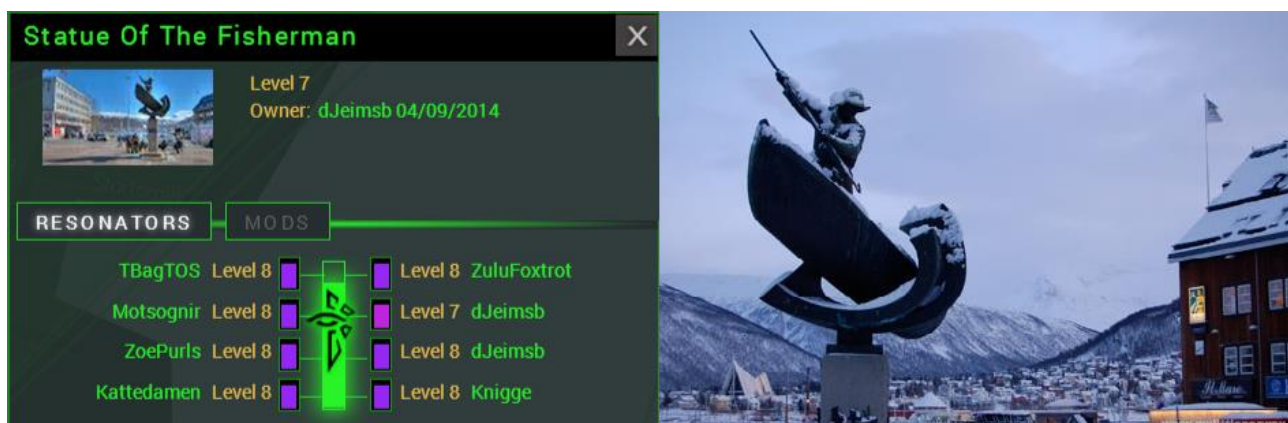 Statue Of The Fisherman X
Level 7
Owner: dJeimsb 04/09/2014
RESONATORS MODS
TBagTOS Level 8 Level 8 ZuluFoxtrot
Motsognir Level 8 Level 7 dJeimsb
ZoePurls Level 8 Level 8 dJeimsb
Kattedamen Level 8 Level 8 Knigge